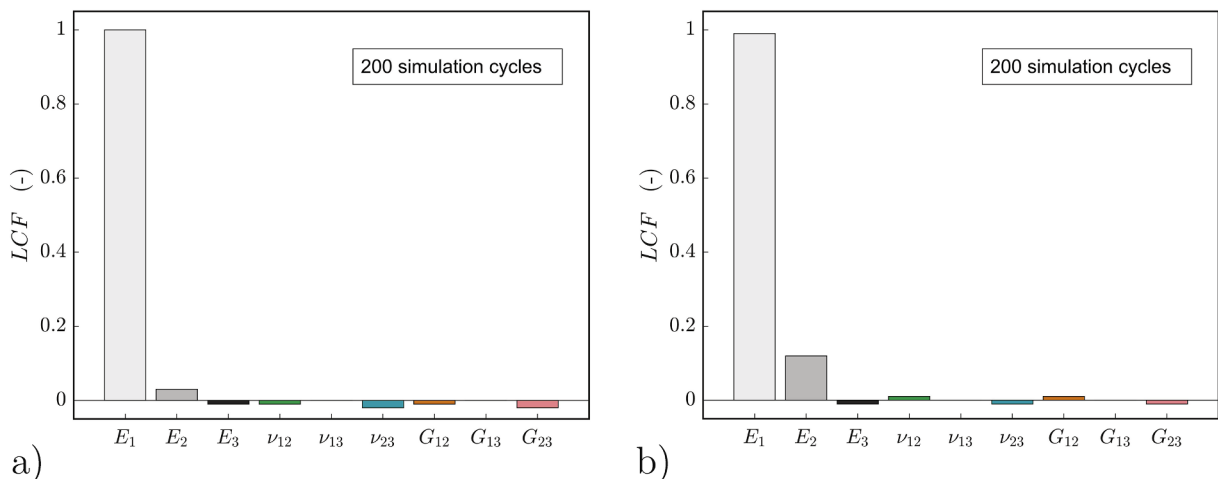 200 simulation cycles
LCF (-)
1
0.8
0.6
0.4
0.2
0
E₁ E₂ E₃ ν₁₂ ν₁₃ ν₂₃ G₁₂ G₁₃ G₂₃
a)
200 simulation cycles
LCF (-)
1
0.8
0.6
0.4
0.2
0
E₁ E₂ E₃ ν₁₂ ν₁₃ ν₂₃ G₁₂ G₁₃ G₂₃
b)